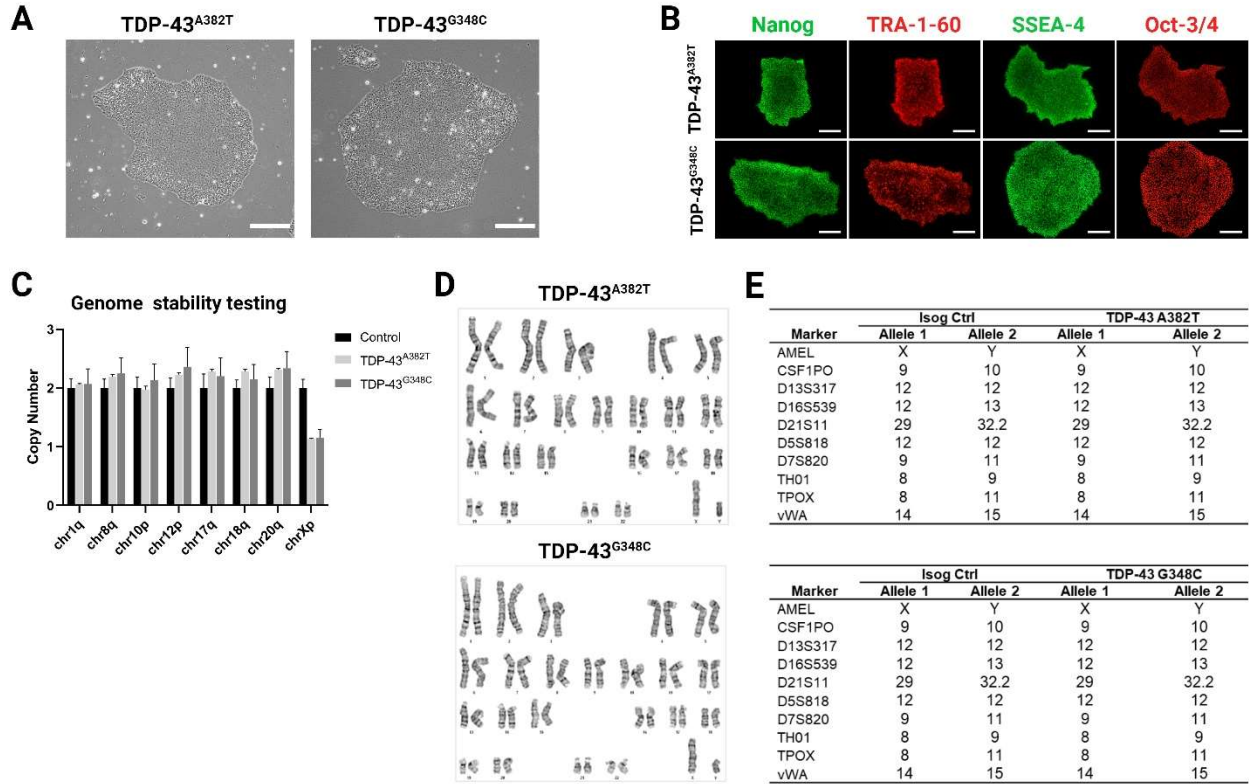 A
TDP-43A382T
TDP-43G348C
B
Nanog
TRA-1-60
SSEA-4
Oct-3/4
TDP-43A382T
TDP-43G348C
C
Genome stability testing
Copy Number
3
2
1
0
chr1q
chr8q
chr10p
chr12p
chr17q
chr18q
chr20q
chrXp
Control
TDP-43A382T
TDP-43G348C
D
TDP-43A382T
TDP-43G348C
E
Isog Ctrl TDP-43 A382T
Marker Allele 1 Allele 2 Allele 1 Allele 2
AMEL X Y X Y
CSF1PO 9 10 9 10
D13S317 12 12 12 12
D16S539 12 13 12 13
D21S11 29 32.2 29 32.2
D5S818 12 12 12 12
D7S820 9 11 9 11
TH01 8 9 8 9
TPOX 8 11 8 11
vWA 14 15 14 15
Isog Ctrl TDP-43 G348C
Marker Allele 1 Allele 2 Allele 1 Allele 2
AMEL X Y X Y
CSF1PO 9 10 9 10
D13S317 12 12 12 12
D16S539 12 13 12 13
D21S11 29 32.2 29 32.2
D5S818 12 12 12 12
D7S820 9 11 9 11
TH01 8 9 8 9
TPOX 8 11 8 11
vWA 14 15 14 15